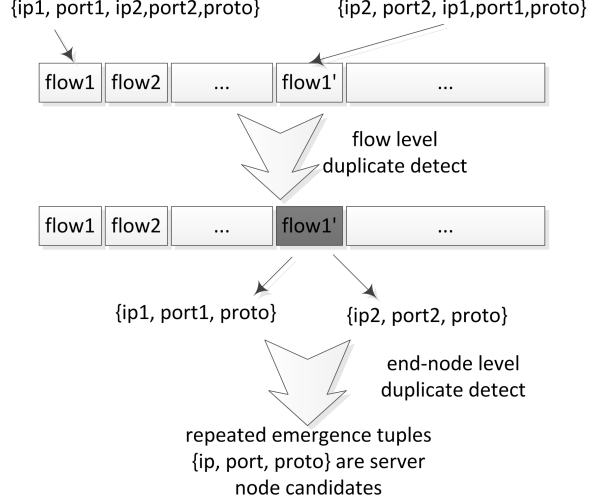 {ip1, port1, ip2,port2,proto}
{ip2, port2, ip1,port1,proto}
flow1
flow2
...
flow1'
...
flow level
duplicate detect
flow1
flow2
...
flow1'
...
{ip1, port1, proto}
{ip2, port2, proto}
end-node level
duplicate detect
repeated emergence tuples
{ip, port, proto} are server
node candidates